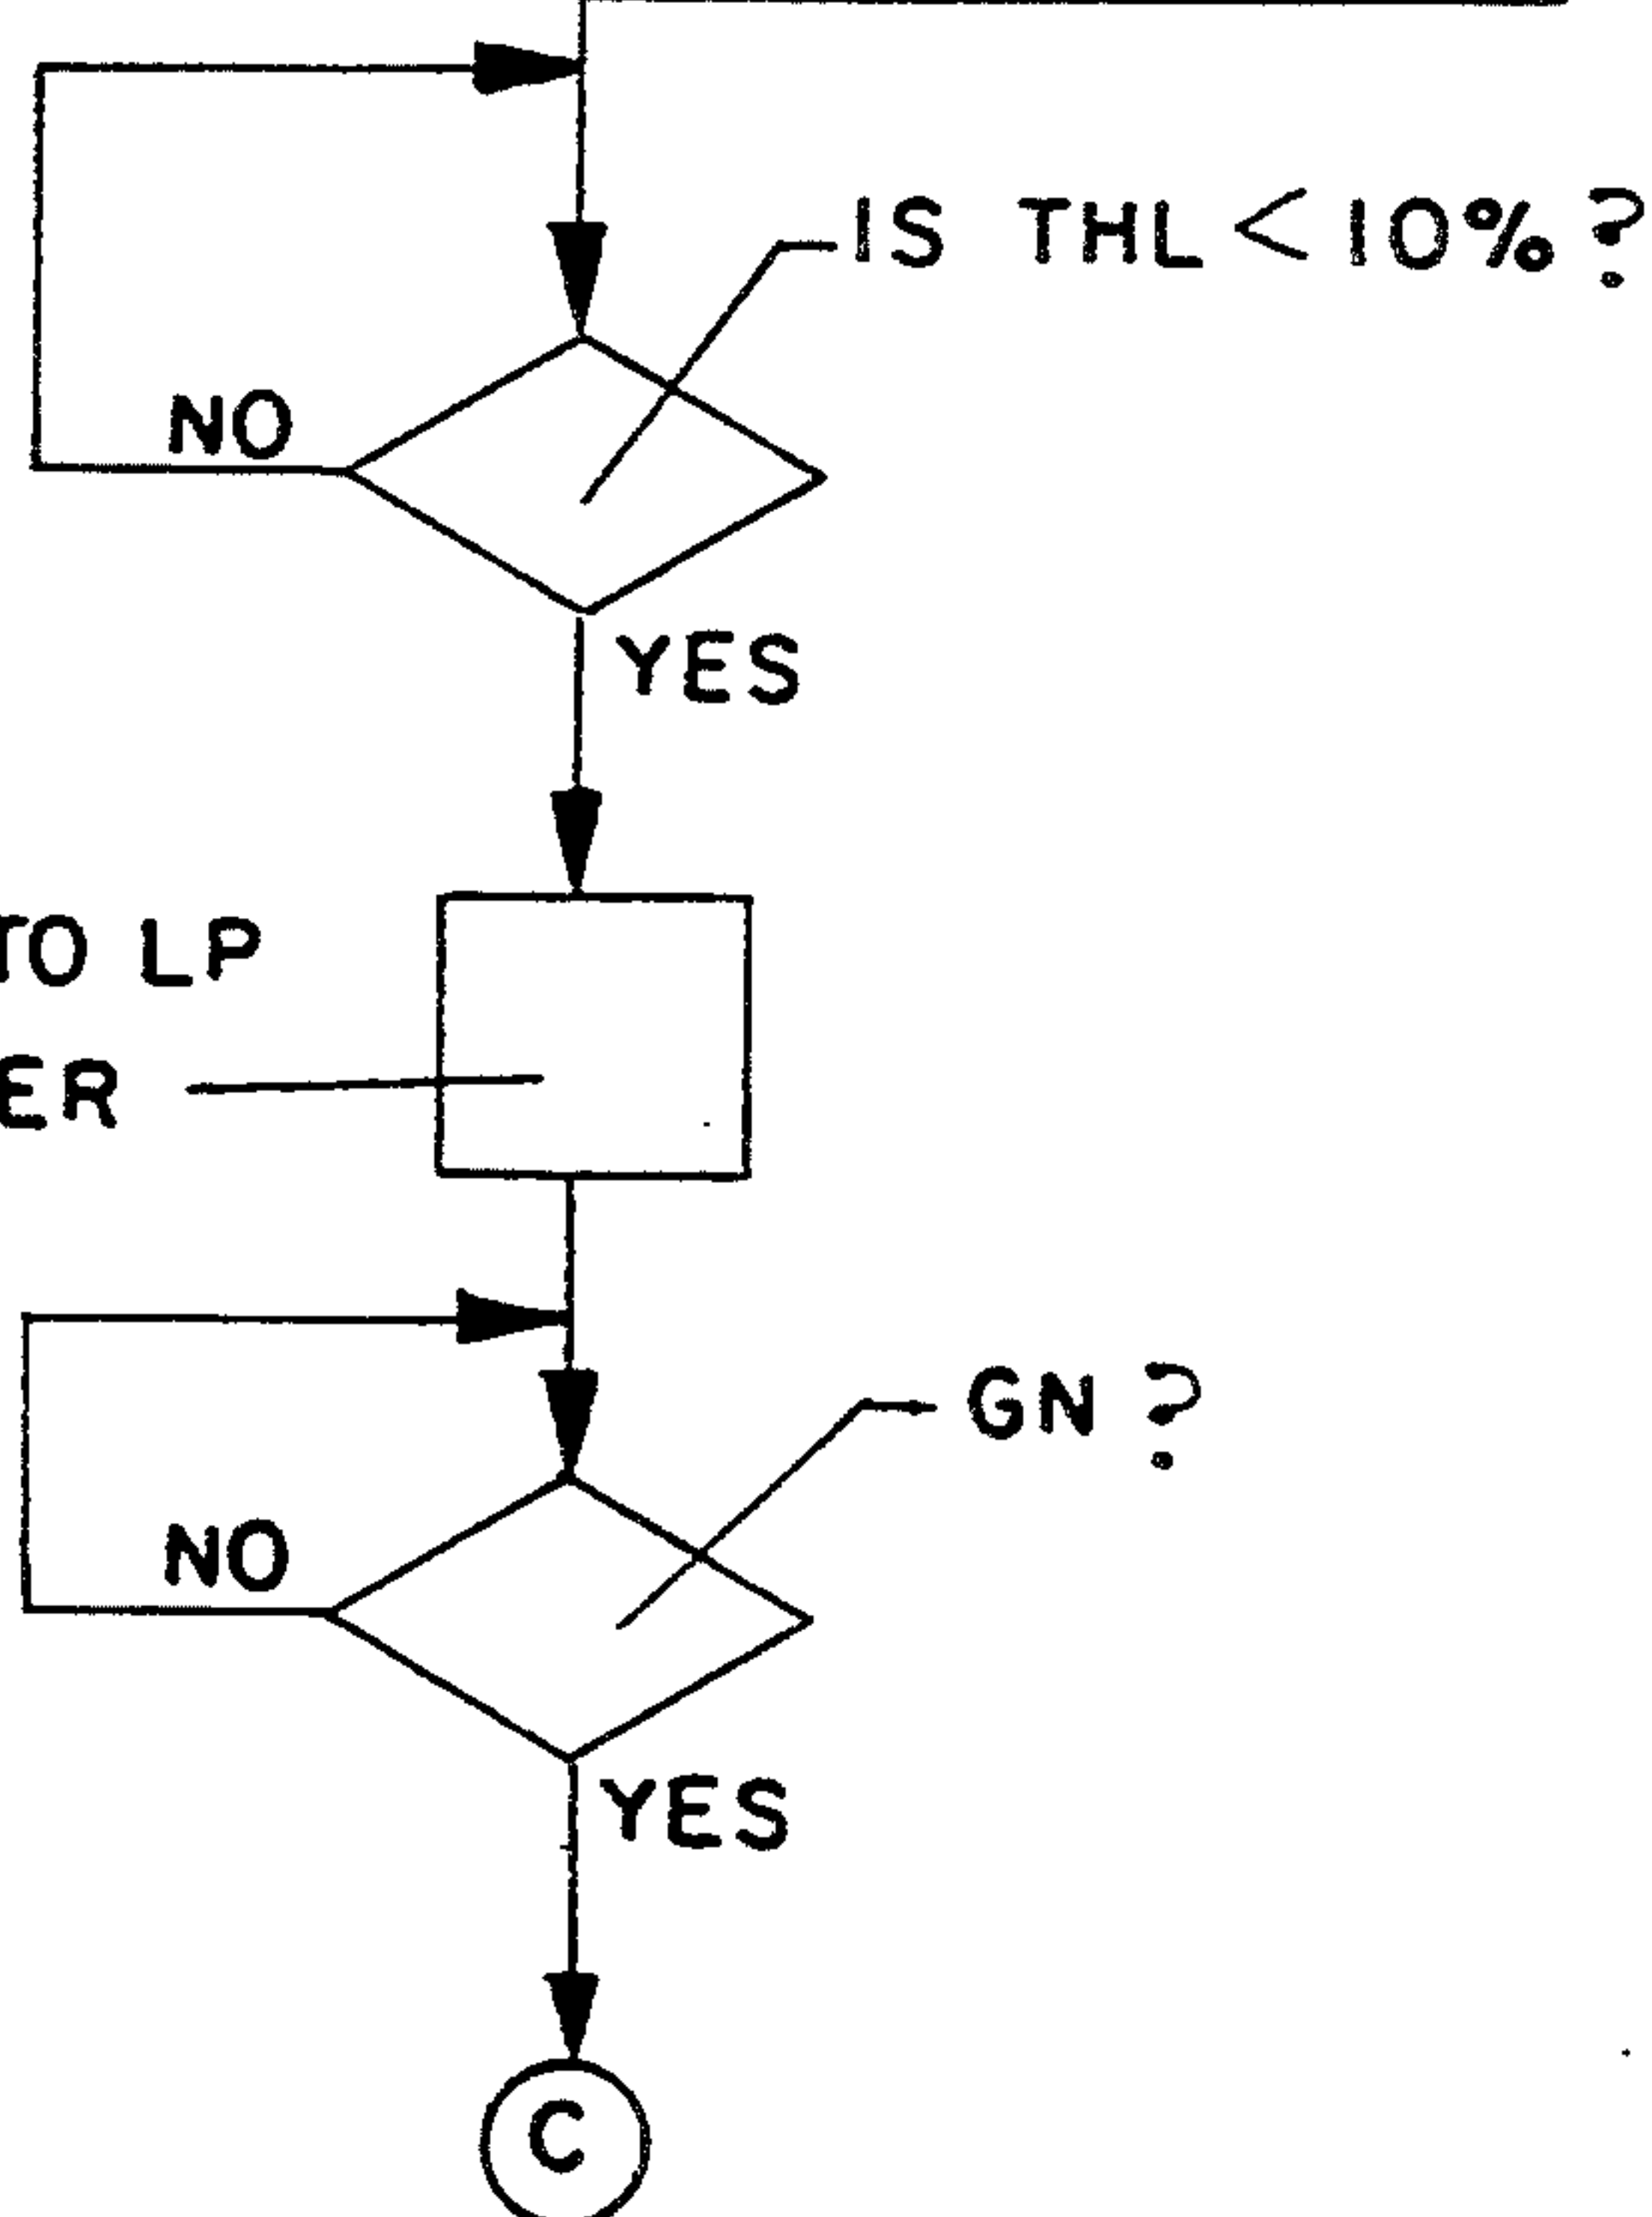 IS THL < 10% ?
NO
YES
TO LP
ER
GN ?
NO
YES
C